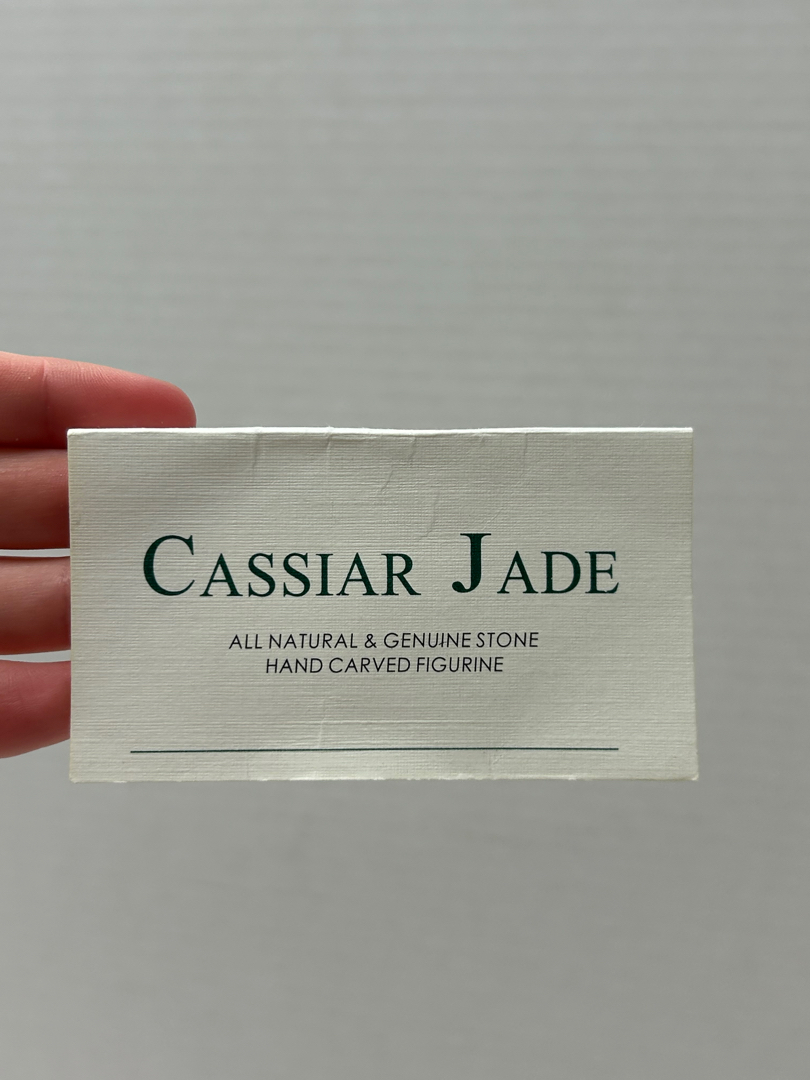 CASSIAR JADE
ALL NATURAL & GENUINE STONE
HAND CARVED FIGURINE